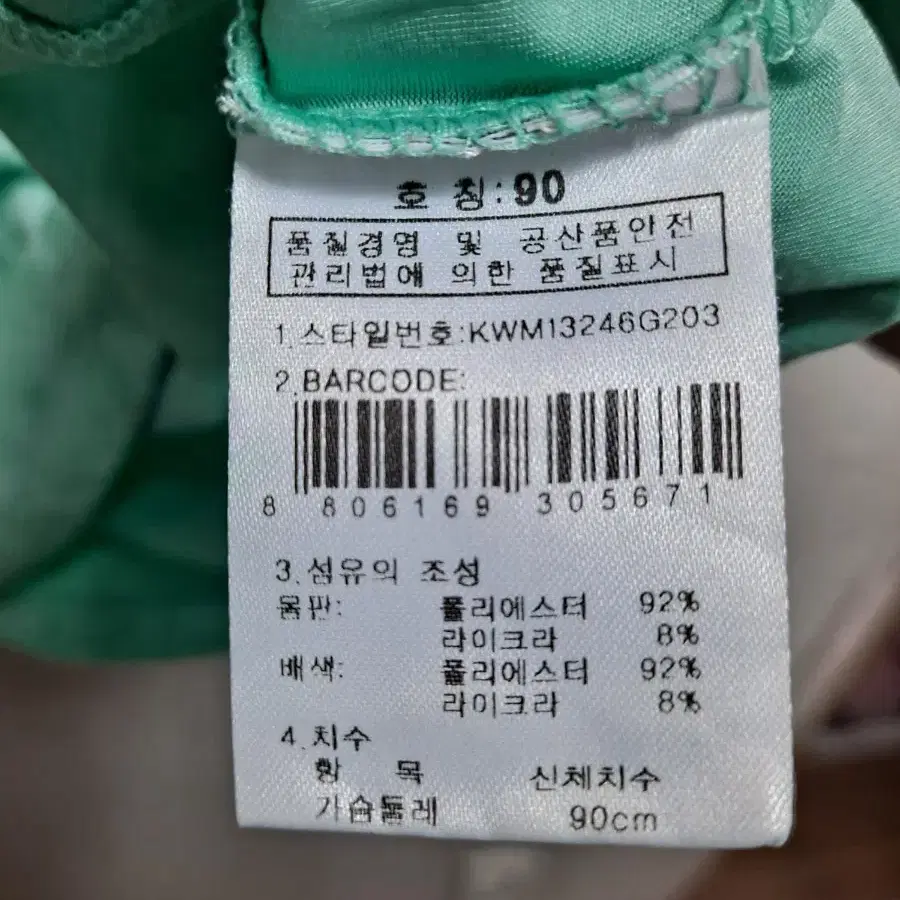 호 칭:90
품질경영 및 공산품안전
관리법에 의한 품질표시
1.스타일번호:KWM13246G203
2.BARCODE:
8 806169 305671
3.섬유의 조성
몸판: 폴리에스터 92%
라이크라 8%
배색: 폴리에스터 92%
라이크라 8%
4.치수
항 목 신체치수
가슴둘레 90cm